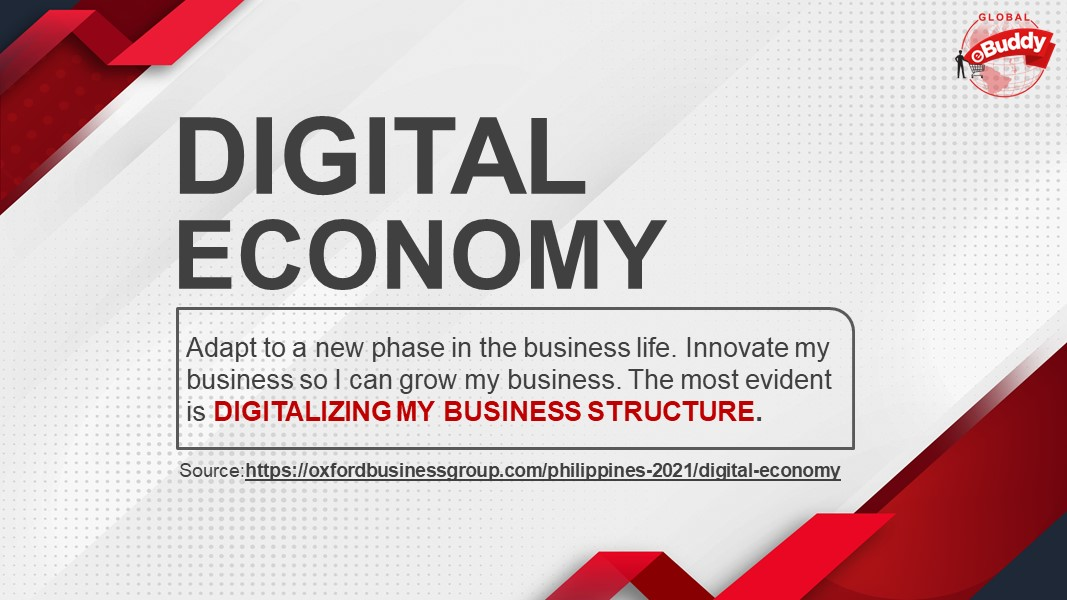 GLOBAL
eBuddy
DIGITAL
ECONOMY
Adapt to a new phase in the business life. Innovate my
business so I can grow my business. The most evident
is DIGITALIZING MY BUSINESS STRUCTURE.
Source:https://oxfordbusinessgroup.com/philippines-2021/digital-economy